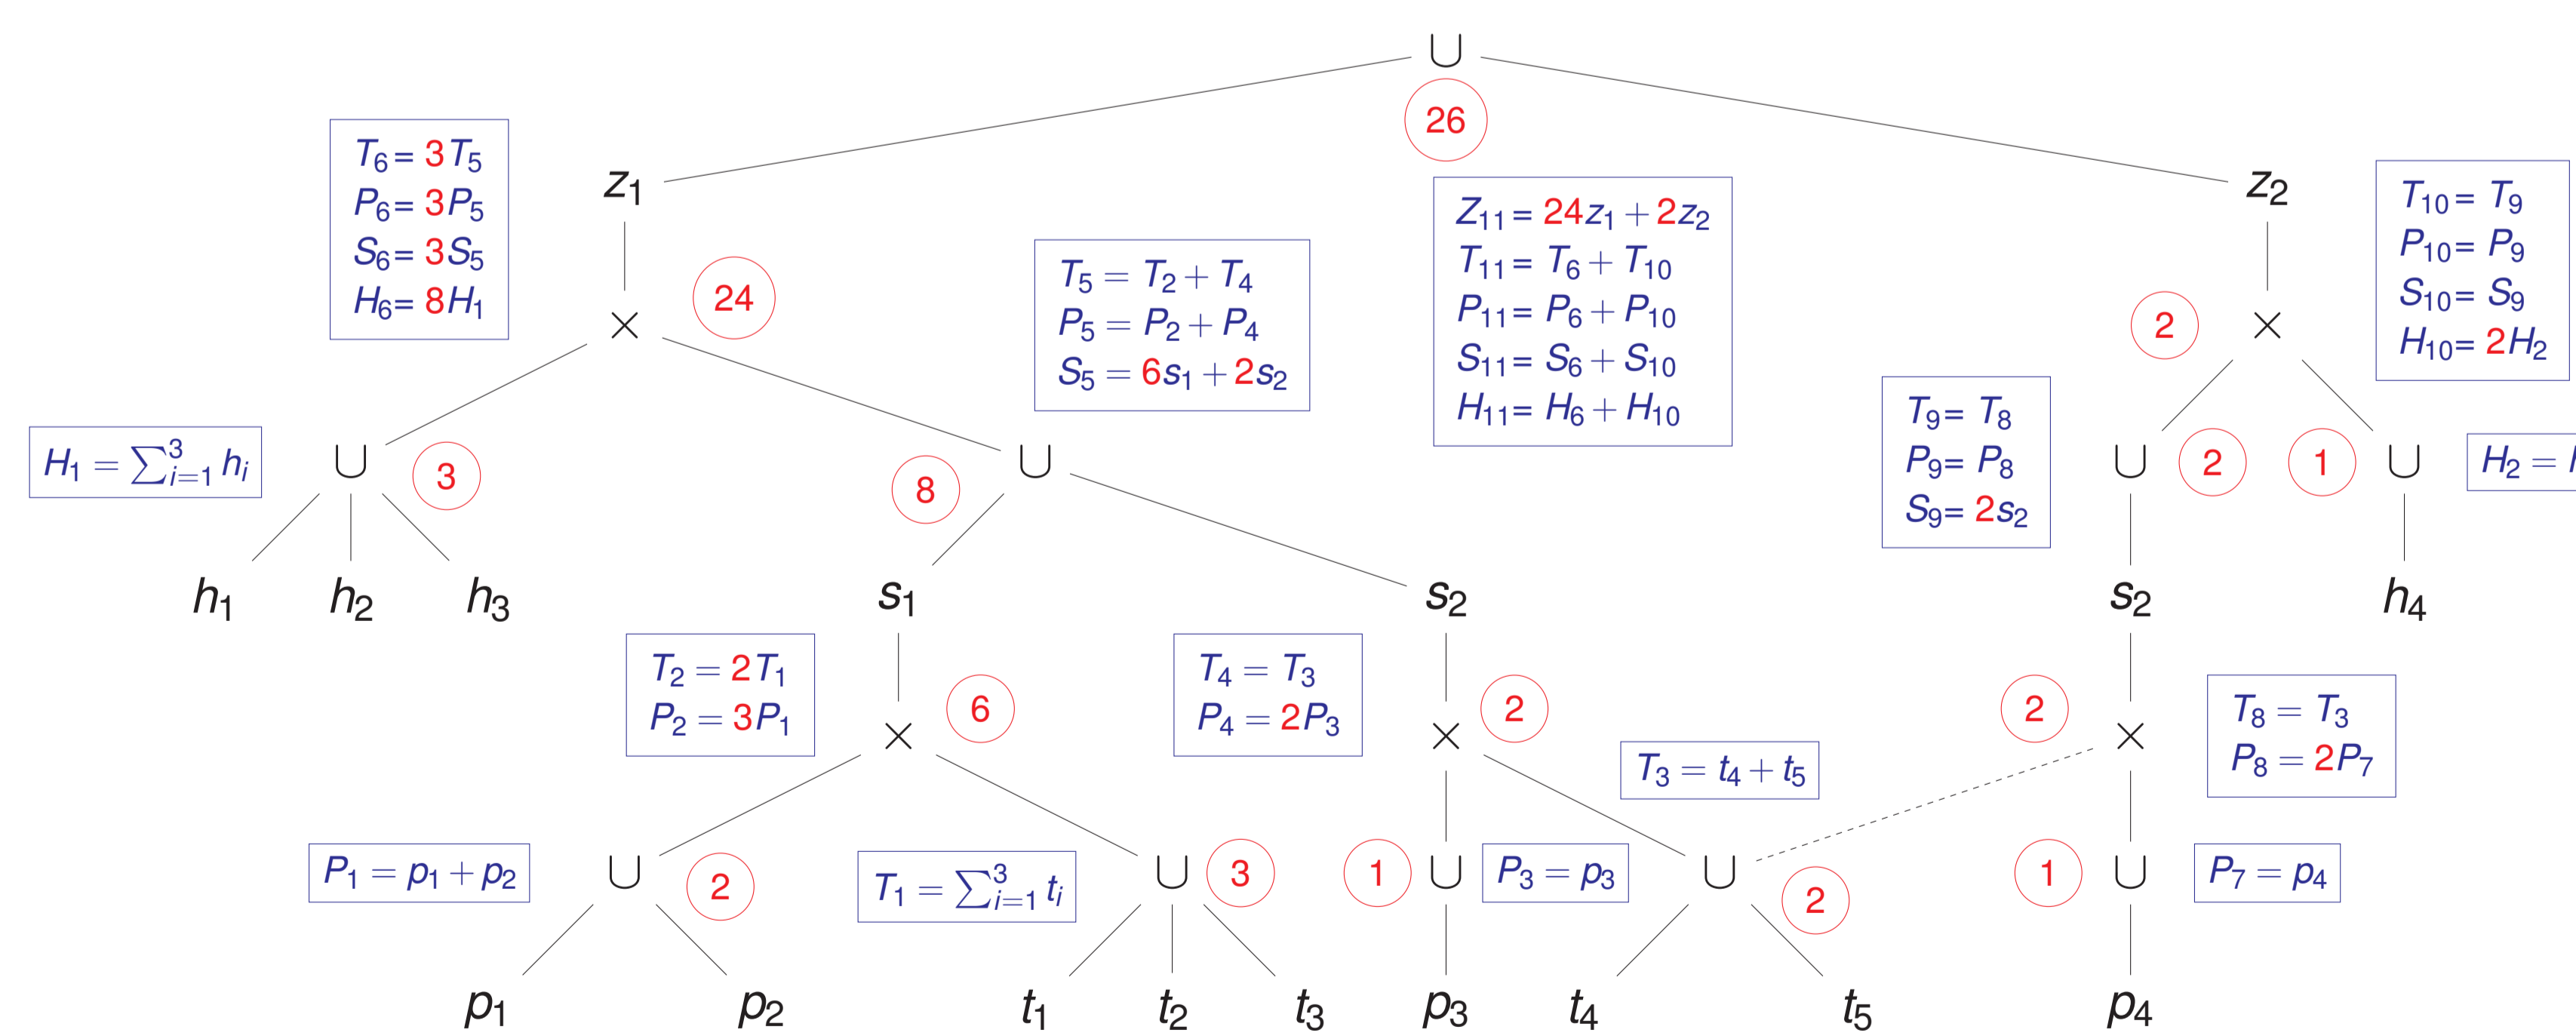 ∪
26
T₆= 3T₅
P₆= 3P₅
S₆= 3S₅
H₆= 8H₁
z₁
z₂
Z₁₁= 24z₁ + 2z₂
T₁₁= T₆ + T₁₀
P₁₁= P₆ + P₁₀
S₁₁= S₆ + S₁₀
H₁₁= H₆ + H₁₀
T₁₀= T₉
P₁₀= P₉
S₁₀= S₉
H₁₀= 2H₂
× 24
T₅ = T₂ + T₄
P₅ = P₂ + P₄
S₅ = 6s₁ + 2s₂
2 ×
T₉= T₈
P₉= P₈
S₉= 2s₂
H₁ = ∑³ᵢ₌₁ hᵢ
∪ 3
8 ∪
∪ 2
1 ∪
H₂ =
h₁ h₂ h₃
s₁
s₂
s₂
h₄
T₂ = 2T₁
P₂ = 3P₁
× 6
T₄ = T₃
P₄ = 2P₃
× 2
2 ×
T₈ = T₃
P₈ = 2P₇
T₃ = t₄ + t₅
P₁ = p₁ + p₂
∪ 2
T₁ = ∑³ᵢ₌₁ tᵢ
∪ 3
1 ∪
P₃ = p₃
∪ 2
1 ∪
P₇ = p₄
p₁ p₂ t₁ t₂ t₃ p₃ t₄ t₅ p₄